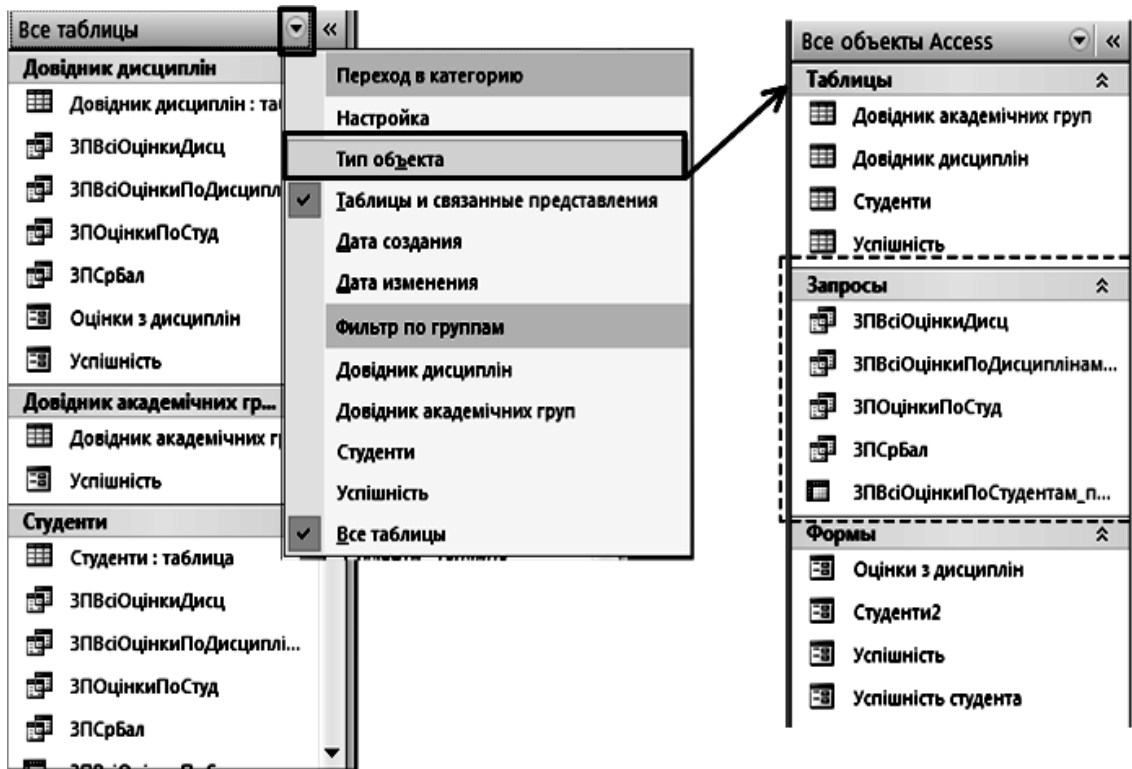 Все таблицы
Довідник дисциплін
Довідник дисциплін : та
ЗПВсіОцінкиДисц
ЗПВсіОцінкиПоДисципл
ЗПОцінкиПоСтуд
ЗПСрБал
Оцінки з дисциплін
Успішність
Довідник академічних гр...
Довідник академічних г
Успішність
Студенти
Студенти : таблица
ЗПВсіОцінкиДисц
ЗПВсіОцінкиПоДисциплі...
ЗПОцінкиПоСтуд
ЗПСрБал
Переход в категорию
Настройка
Тип объекта
Таблицы и связанные представления
Дата создания
Дата изменения
Фильтр по группам
Довідник дисциплін
Довідник академічних груп
Студенти
Успішність
Все таблицы
Все объекты Access
Таблицы
Довідник академічних груп
Довідник дисциплін
Студенти
Успішність
Запросы
ЗПВсіОцінкиДисц
ЗПВсіОцінкиПоДисциплінам...
ЗПОцінкиПоСтуд
ЗПСрБал
ЗПВсіОцінкиПоСтудентам_п...
Формы
Оцінки з дисциплін
Студенти2
Успішність
Успішність студента